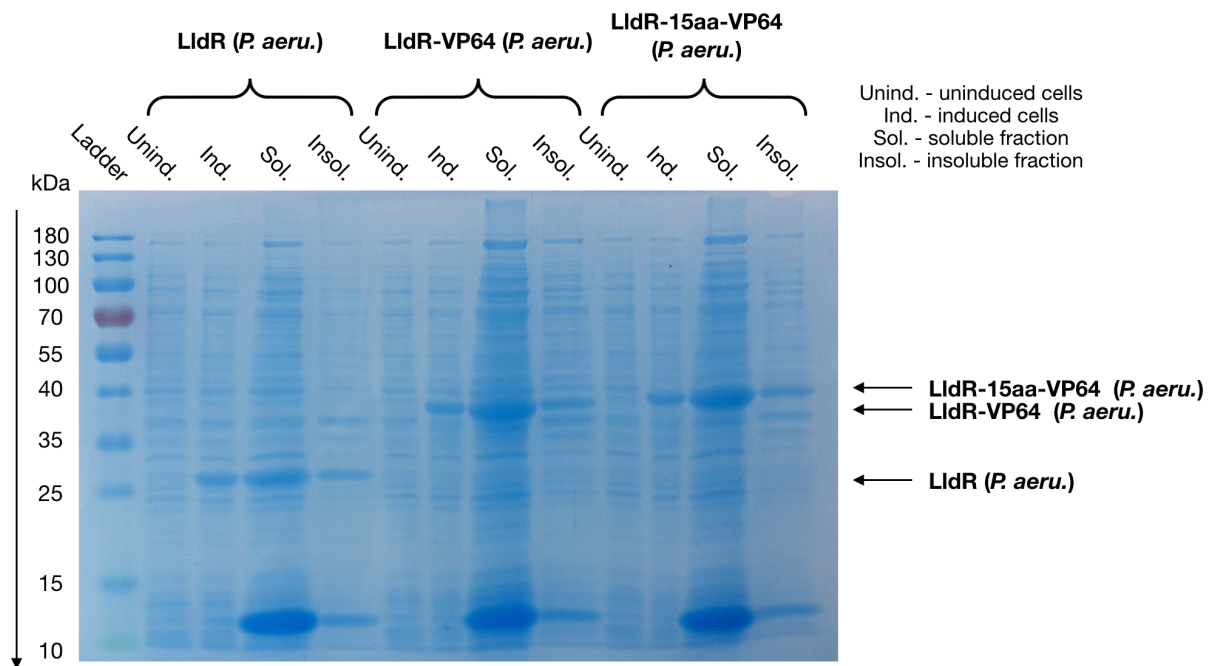 LldR (P. aeru.)
LldR-VP64 (P. aeru.)
LldR-15aa-VP64
(P. aeru.)
Unind. - uninduced cells
Ind. - induced cells
Sol. - soluble fraction
Insol. - insoluble fraction
Ladder
Unind.
Ind.
Sol.
Insol.
Unind.
Ind.
Sol.
Insol.
Unind.
Ind.
Sol.
Insol.
kDa
180
130
100
70
55
40
35
25
15
10
LldR-15aa-VP64 (P. aeru.)
LldR-VP64 (P. aeru.)
LldR (P. aeru.)